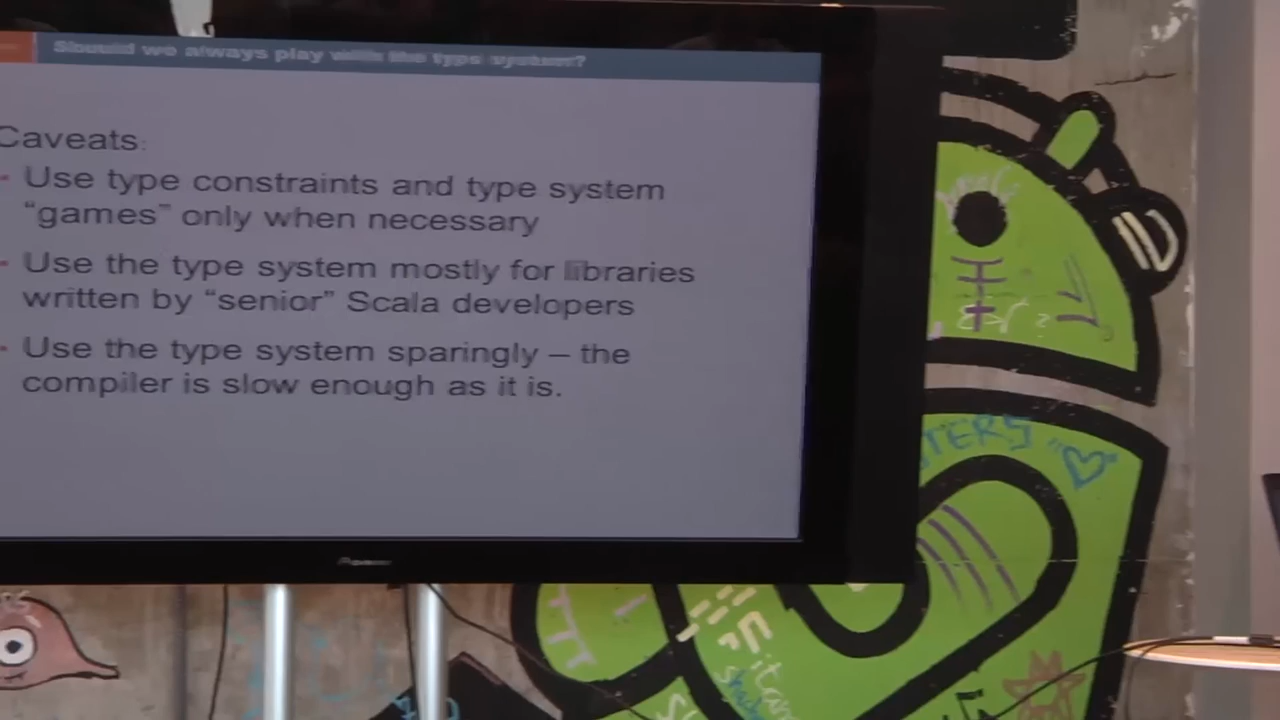 Should we always play with the type system?
Caveats:
- Use type constraints and type system
“games” only when necessary
- Use the type system mostly for libraries
written by “senior” Scala developers
- Use the type system sparingly – the
compiler is slow enough as it is.
Pioneer
TERS